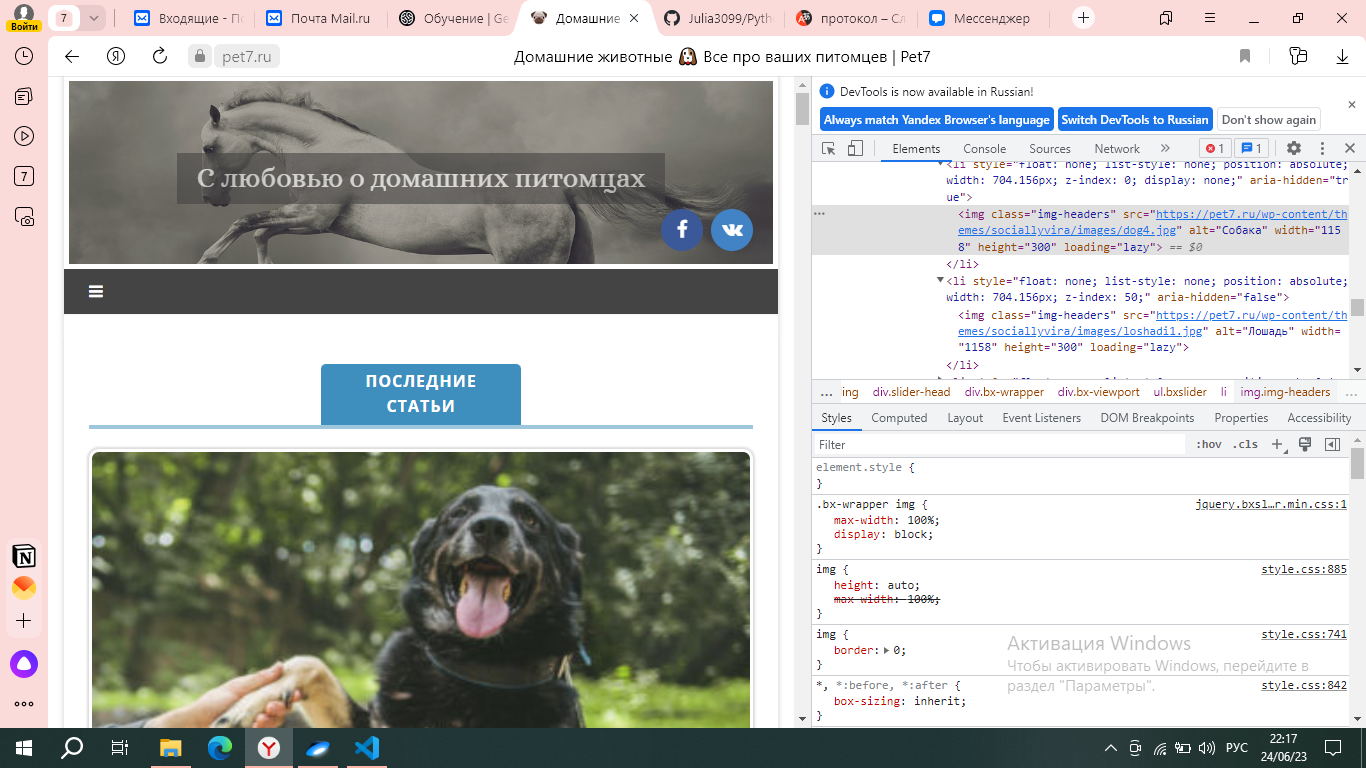 Войти
7
Входящие - По
Почта Mail.ru
Обучение | Ge
Домашние
Julia3099/Pyth
протокол – Сл
Мессенджер
pet7.ru
Домашние животные 🐶 Все про ваших питомцев | Pet7
7
С любовью о домашних питомцах
ПОСЛЕДНИЕ
СТАТЬИ
DevTools is now available in Russian!
Always match Yandex Browser's language
Switch DevTools to Russian
Don't show again
Elements
Console
Sources
Network
1
1
<li style="float: none; list-style: none; position: absolute;
width: 704.156px; z-index: 0; display: none;" aria-hidden="tr
ue">
<img class="img-headers" src="https://pet7.ru/wp-content/th
emes/sociallyvira/images/dog4.jpg" alt="Собака" width="115
8" height="300" loading="lazy"> == $0
</li>
<li style="float: none; list-style: none; position: absolute;
width: 704.156px; z-index: 50;" aria-hidden="false">
<img class="img-headers" src="https://pet7.ru/wp-content/th
emes/sociallyvira/images/loshadi1.jpg" alt="Лошадь" width=
"1158" height="300" loading="lazy">
</li>
... ing div.slider-head div.bx-wrapper div.bx-viewport ul.bxslider li img.img-headers ...
Styles
Computed
Layout
Event Listeners
DOM Breakpoints
Properties
Accessibility
Filter
:hov .cls
element.style {
}
.bx-wrapper img {
jquery.bxsl…r.min.css:1
max-width: 100%;
display: block;
}
img {
style.css:885
height: auto;
max-width: 100%;
}
img {
style.css:741
border: 0;
}
*, *:before, *:after {
style.css:842
box-sizing: inherit;
}
Активация Windows
Чтобы активировать Windows, перейдите в
раздел "Параметры".
РУС
22:17
24/06/23